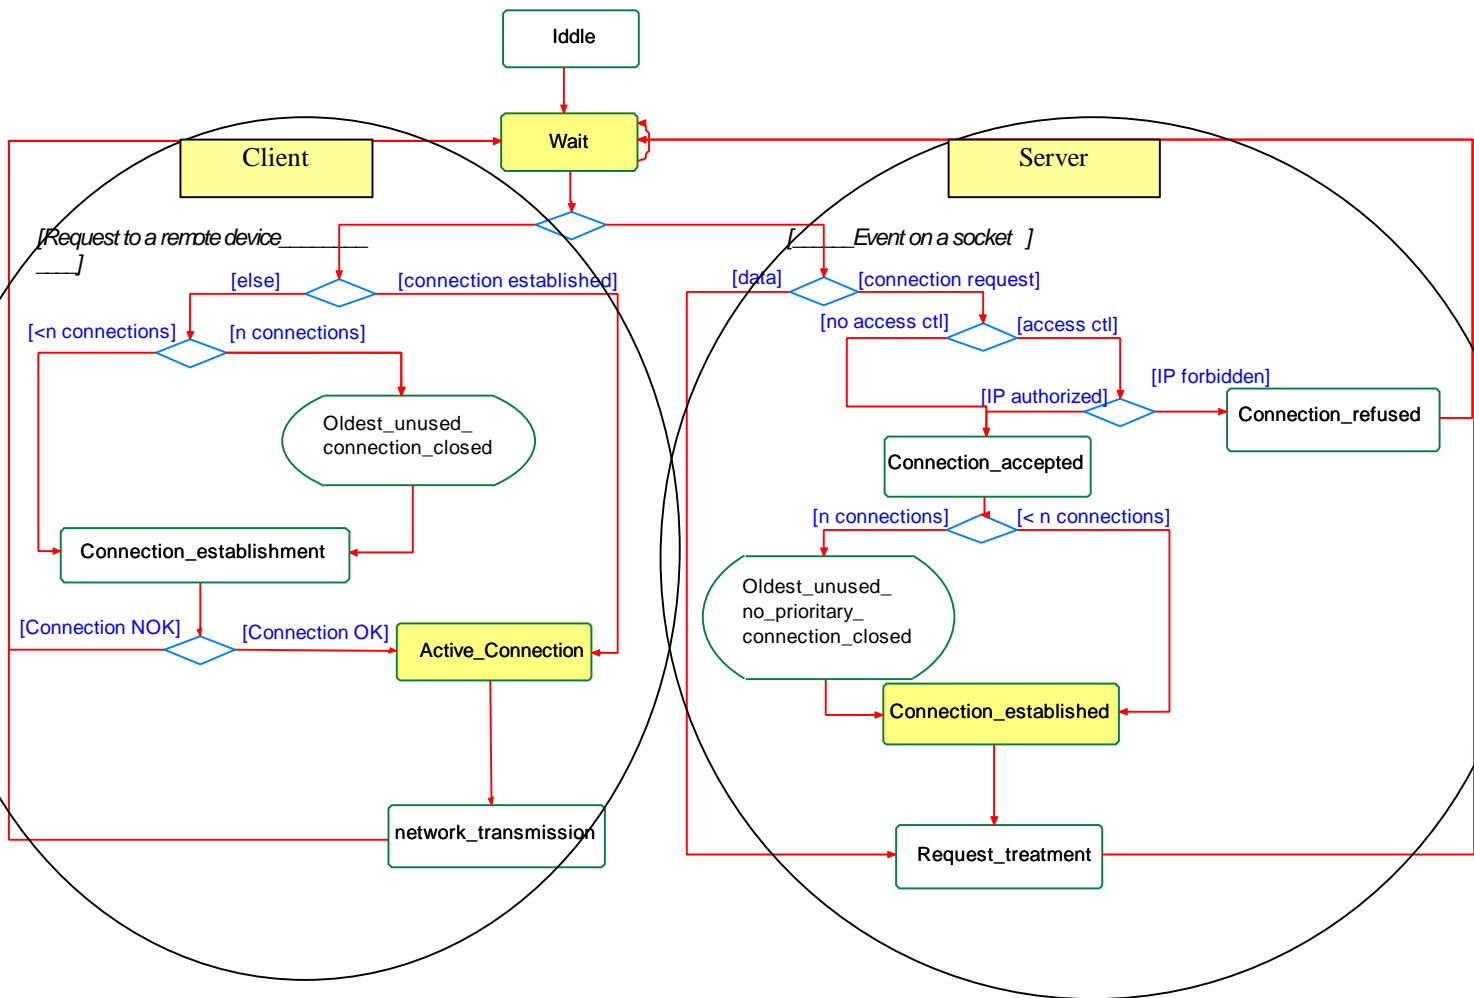 Iddle
Wait
Client
Server
[Request to a remote device________
____]
[______Event on a socket ]
[else]
[connection established]
[data]
[connection request]
[<n connections]
[n connections]
[no access ctl]
[access ctl]
[IP forbidden]
[IP authorized]
Oldest_unused_
connection_closed
Connection_refused
Connection_accepted
[n connections]
[< n connections]
Connection_establishment
Oldest_unused_
no_prioritary_
connection_closed
[Connection NOK]
[Connection OK]
Active_Connection
Connection_established
network_transmission
Request_treatment